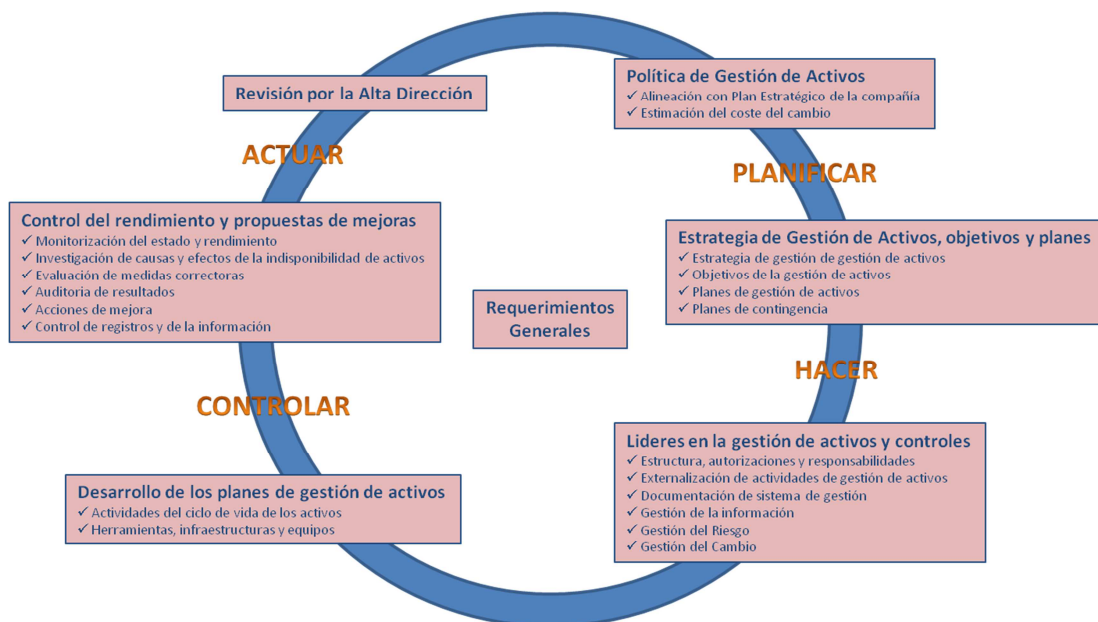 Revisión por la Alta Dirección
Política de Gestión de Activos
✓ Alineación con Plan Estratégico de la compañía
✓ Estimación del coste del cambio
ACTUAR
PLANIFICAR
Control del rendimiento y propuestas de mejoras
✓ Monitorización del estado y rendimiento
✓ Investigación de causas y efectos de la indisponibilidad de activos
✓ Evaluación de medidas correctoras
✓ Auditoria de resultados
✓ Acciones de mejora
✓ Control de registros y de la información
Estrategia de Gestión de Activos, objetivos y planes
✓ Estrategia de gestión de gestión de activos
✓ Objetivos de la gestión de activos
✓ Planes de gestión de activos
✓ Planes de contingencia
Requerimientos
Generales
HACER
CONTROLAR
Lideres en la gestión de activos y controles
✓ Estructura, autorizaciones y responsabilidades
✓ Externalización de actividades de gestión de activos
✓ Documentación de sistema de gestión
✓ Gestión de la información
✓ Gestión del Riesgo
✓ Gestión del Cambio
Desarrollo de los planes de gestión de activos
✓ Actividades del ciclo de vida de los activos
✓ Herramientas, infraestructuras y equipos